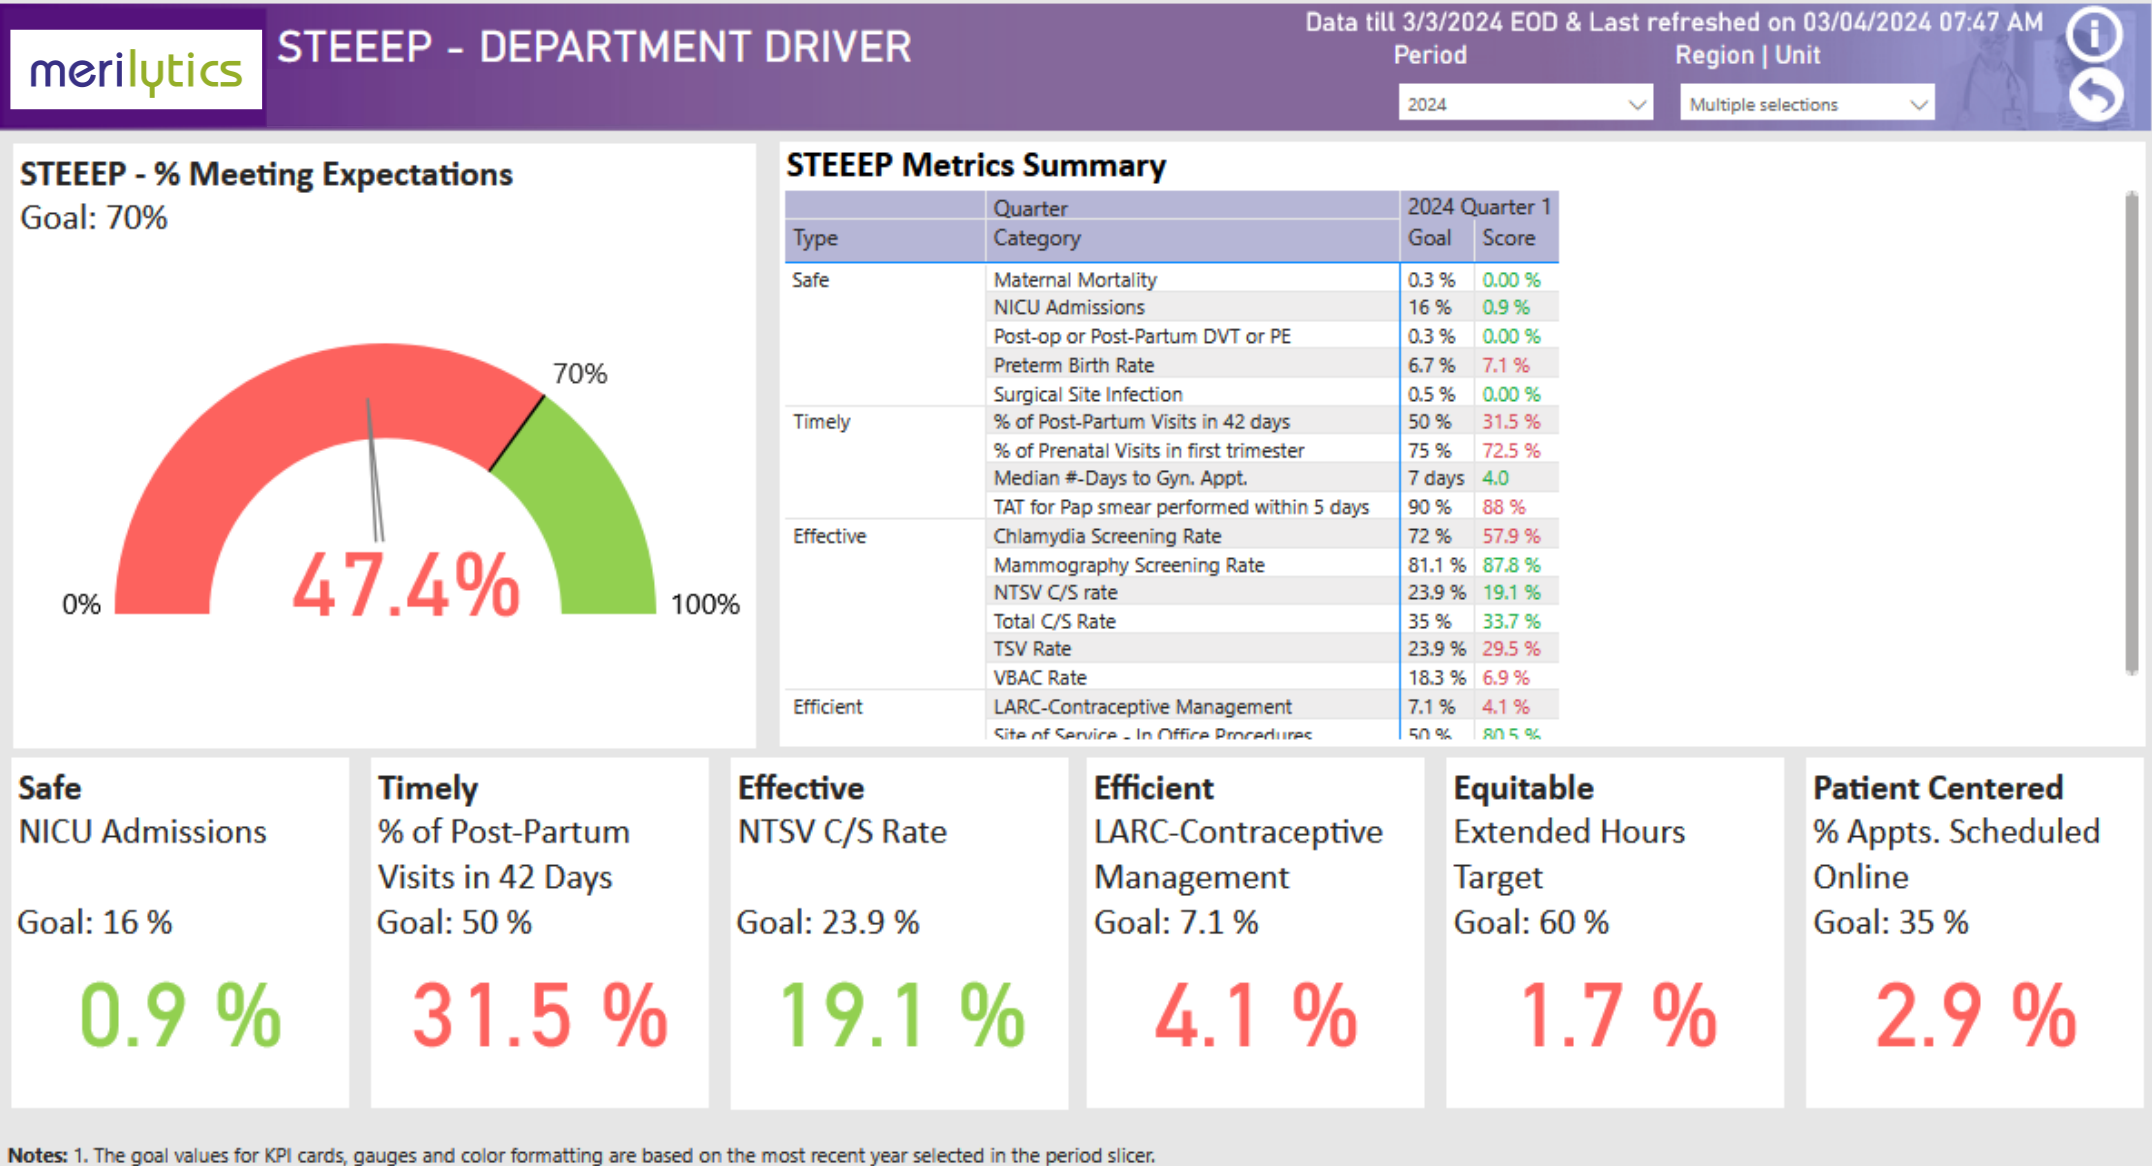 merilytics
STEEEP - DEPARTMENT DRIVER
Data till 3/3/2024 EOD & Last refreshed on 03/04/2024 07:47 AM
Period
Region | Unit
2024
Multiple selections
i
STEEEP - % Meeting Expectations
Goal: 70%
70%
0%
47.4%
100%
STEEEP Metrics Summary
Quarter 2024 Quarter 1
Type Category Goal Score
Safe Maternal Mortality 0.3 % 0.00 %
NICU Admissions 16 % 0.9 %
Post-op or Post-Partum DVT or PE 0.3 % 0.00 %
Preterm Birth Rate 6.7 % 7.1 %
Surgical Site Infection 0.5 % 0.00 %
Timely % of Post-Partum Visits in 42 days 50 % 31.5 %
% of Prenatal Visits in first trimester 75 % 72.5 %
Median #-Days to Gyn. Appt. 7 days 4.0
TAT for Pap smear performed within 5 days 90 % 88 %
Effective Chlamydia Screening Rate 72 % 57.9 %
Mammography Screening Rate 81.1 % 87.8 %
NTSV C/S rate 23.9 % 19.1 %
Total C/S Rate 35 % 33.7 %
TSV Rate 23.9 % 29.5 %
VBAC Rate 18.3 % 6.9 %
Efficient LARC-Contraceptive Management 7.1 % 4.1 %
Site of Service - In Office Procedures 50 % 80.5 %
Safe
NICU Admissions
Goal: 16 %
0.9 %
Timely
% of Post-Partum
Visits in 42 Days
Goal: 50 %
31.5 %
Effective
NTSV C/S Rate
Goal: 23.9 %
19.1 %
Efficient
LARC-Contraceptive
Management
Goal: 7.1 %
4.1 %
Equitable
Extended Hours
Target
Goal: 60 %
1.7 %
Patient Centered
% Appts. Scheduled
Online
Goal: 35 %
2.9 %
Notes: 1. The goal values for KPI cards, gauges and color formatting are based on the most recent year selected in the period slicer.